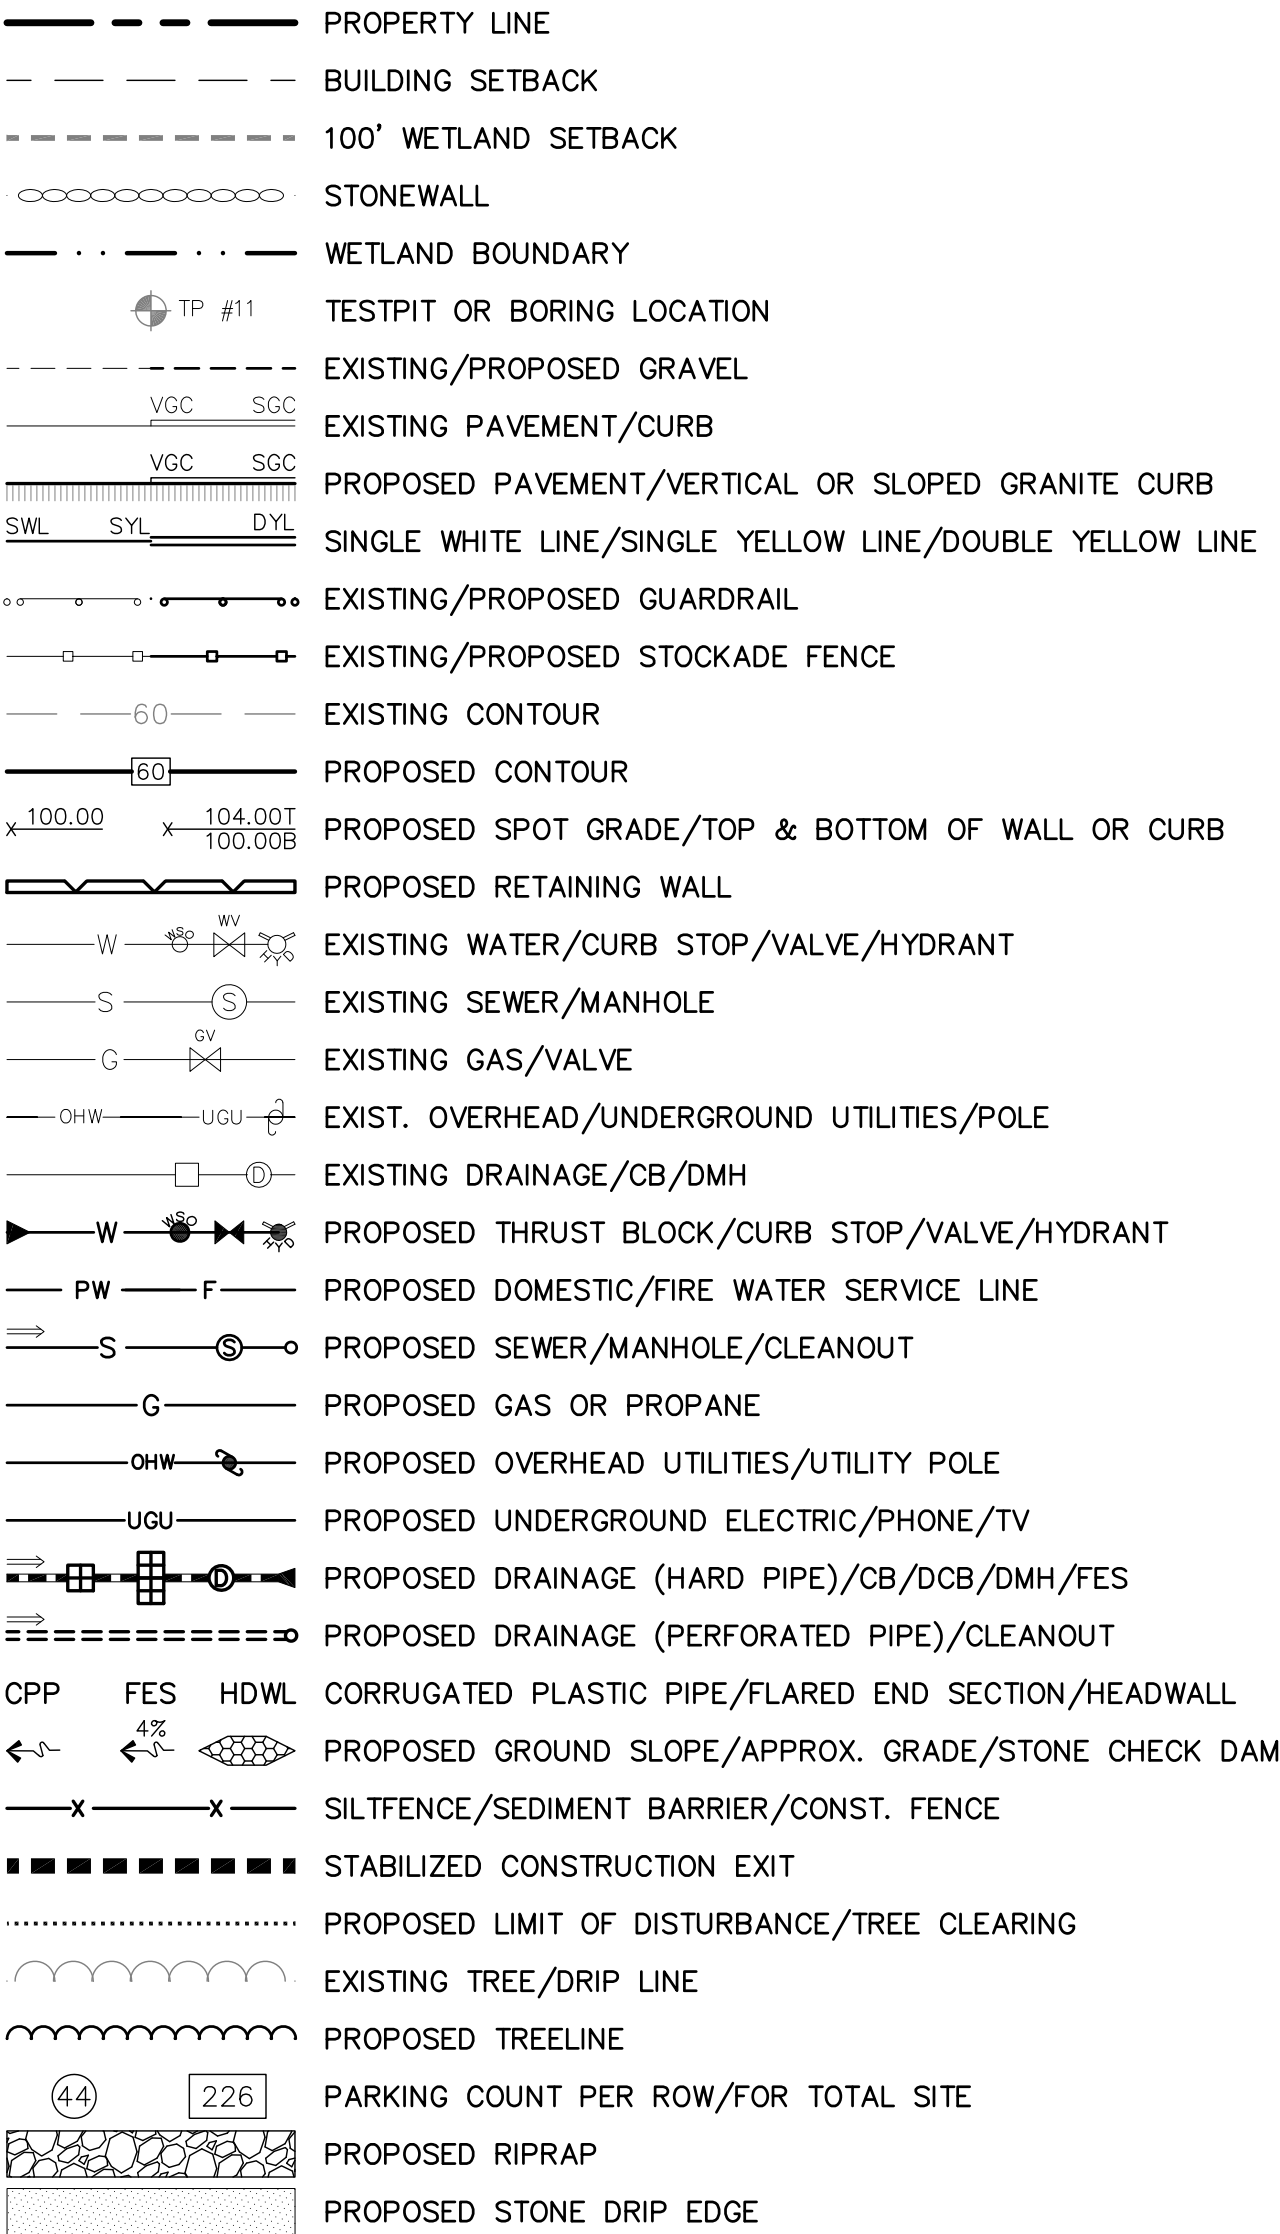 PROPERTY LINE
BUILDING SETBACK
100' WETLAND SETBACK
STONEWALL
WETLAND BOUNDARY
TP #11 TESTPIT OR BORING LOCATION
EXISTING/PROPOSED GRAVEL
VGC SGC
EXISTING PAVEMENT/CURB
VGC SGC
PROPOSED PAVEMENT/VERTICAL OR SLOPED GRANITE CURB
SWL SYL DYL
SINGLE WHITE LINE/SINGLE YELLOW LINE/DOUBLE YELLOW LINE
EXISTING/PROPOSED GUARDRAIL
EXISTING/PROPOSED STOCKADE FENCE
60 EXISTING CONTOUR
60 PROPOSED CONTOUR
X 100.00 X 104.00T
100.00B
PROPOSED SPOT GRADE/TOP & BOTTOM OF WALL OR CURB
PROPOSED RETAINING WALL
W WSO WV HYD EXISTING WATER/CURB STOP/VALVE/HYDRANT
S S EXISTING SEWER/MANHOLE
G GV EXISTING GAS/VALVE
OHW UGU EXIST. OVERHEAD/UNDERGROUND UTILITIES/POLE
D EXISTING DRAINAGE/CB/DMH
W WSO HYD PROPOSED THRUST BLOCK/CURB STOP/VALVE/HYDRANT
PW F PROPOSED DOMESTIC/FIRE WATER SERVICE LINE
S S PROPOSED SEWER/MANHOLE/CLEANOUT
G PROPOSED GAS OR PROPANE
OHW PROPOSED OVERHEAD UTILITIES/UTILITY POLE
UGU PROPOSED UNDERGROUND ELECTRIC/PHONE/TV
D PROPOSED DRAINAGE (HARD PIPE)/CB/DCB/DMH/FES
PROPOSED DRAINAGE (PERFORATED PIPE)/CLEANOUT
CPP FES HDWL CORRUGATED PLASTIC PIPE/FLARED END SECTION/HEADWALL
4% PROPOSED GROUND SLOPE/APPROX. GRADE/STONE CHECK DAM
X X SILTFENCE/SEDIMENT BARRIER/CONST. FENCE
STABILIZED CONSTRUCTION EXIT
PROPOSED LIMIT OF DISTURBANCE/TREE CLEARING
EXISTING TREE/DRIP LINE
PROPOSED TREELINE
44 226 PARKING COUNT PER ROW/FOR TOTAL SITE
PROPOSED RIPRAP
PROPOSED STONE DRIP EDGE